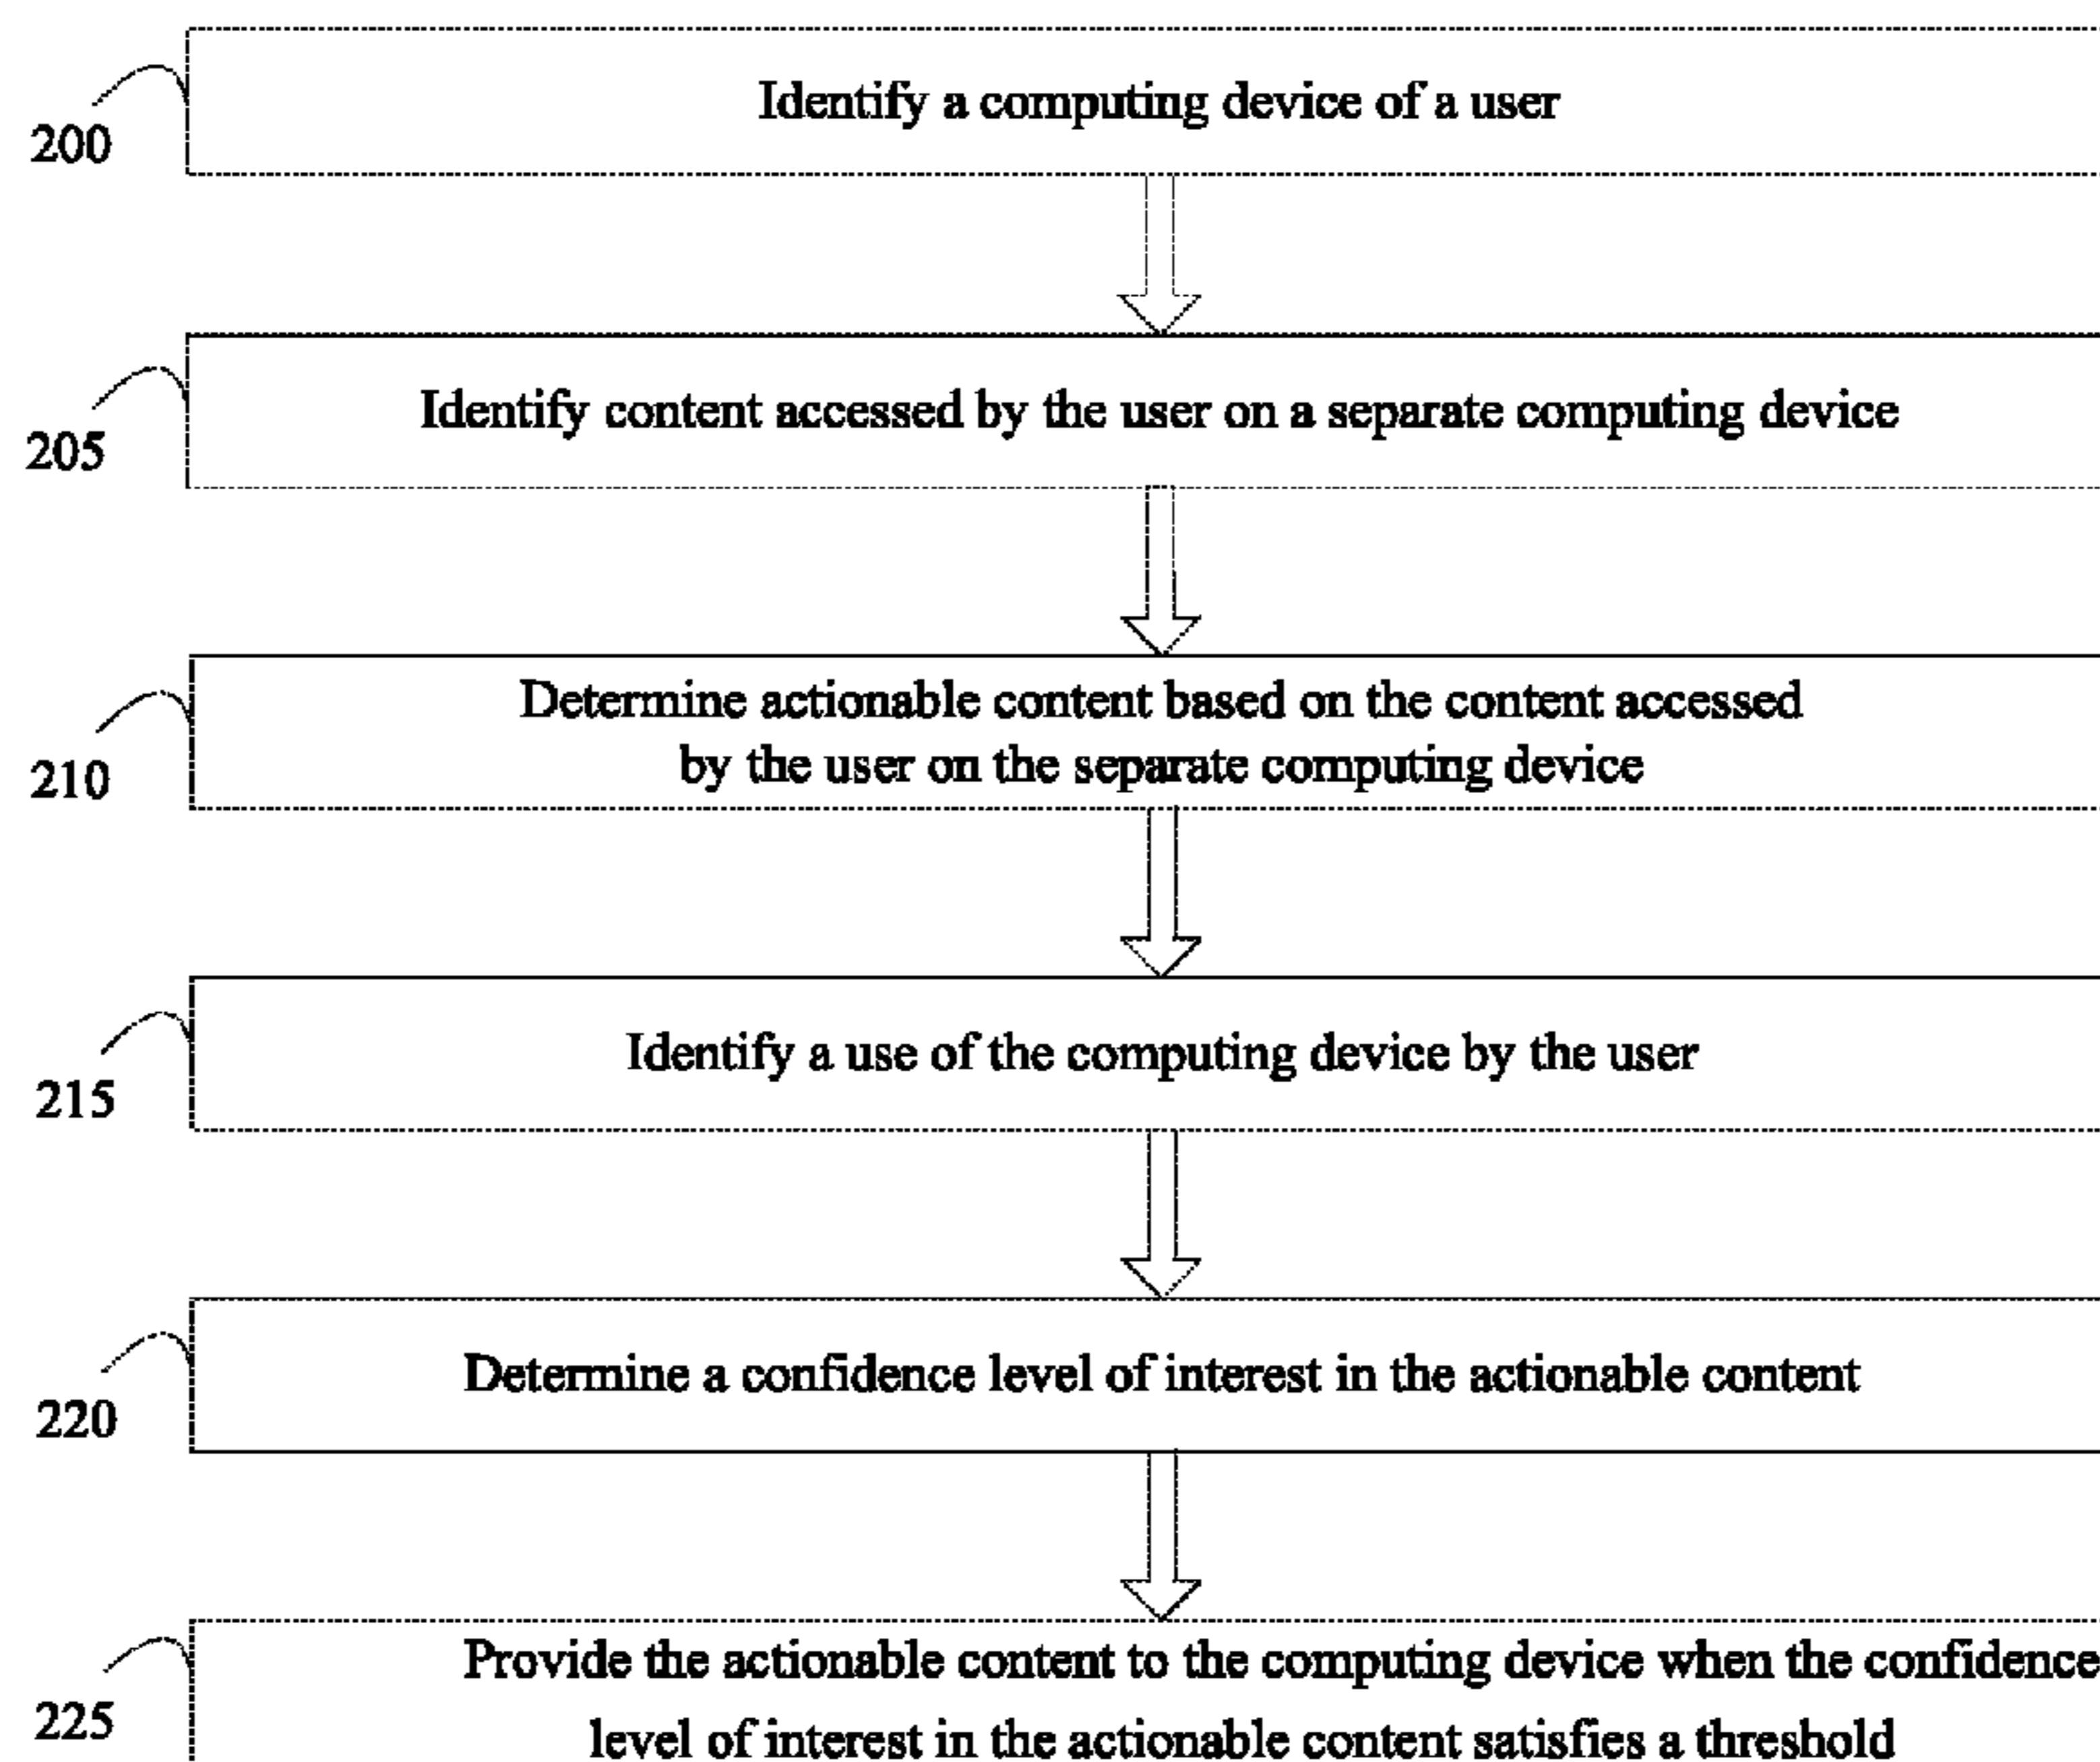 Identify a computing device of a user
200
Identify content accessed by the user on a separate computing device
205
Determine actionable content based on the content accessed
by the user on the separate computing device
210
Identify a use of the computing device by the user
215
Determine a confidence level of interest in the actionable content
220
Provide the actionable content to the computing device when the confidence
level of interest in the actionable content satisfies a threshold
225